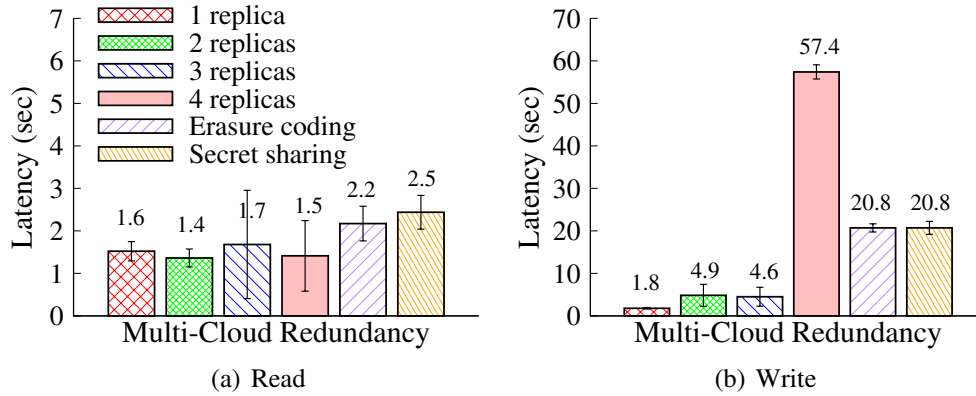 7
6
5
4
3
2
1
0
Latency (sec)
1 replica
2 replicas
3 replicas
4 replicas
Erasure coding
Secret sharing
1.6
1.4
1.7
1.5
2.2
2.5
Multi-Cloud Redundancy
(a) Read
70
60
50
40
30
20
10
0
Latency (sec)
1.8
4.9
4.6
57.4
20.8
20.8
Multi-Cloud Redundancy
(b) Write